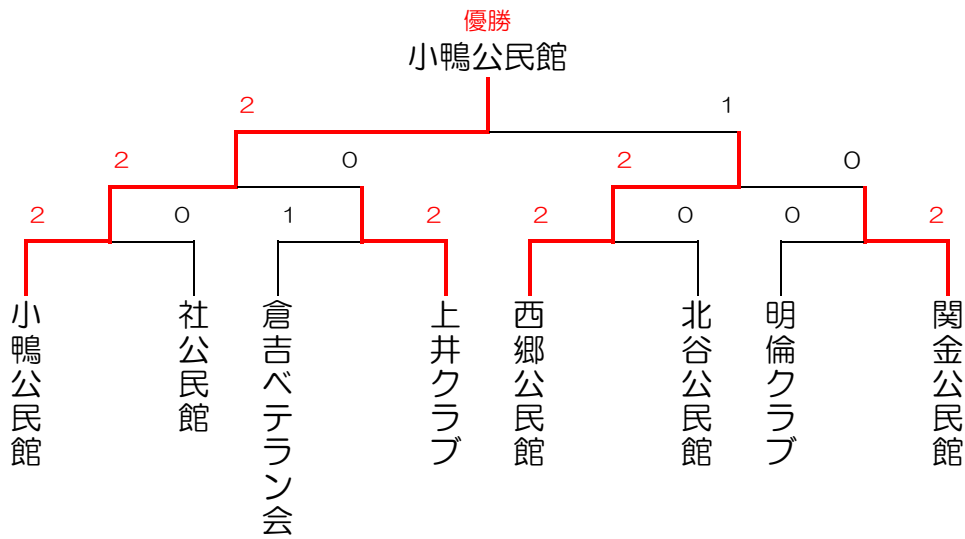 優勝
小鴨公民館
2 1
2 0 2 0
2 0 1 2 2 0 0 2
小鴨公民館
社公民館
倉吉ベテラン会
上井クラブ
西郷公民館
北谷公民館
明倫クラブ
関金公民館